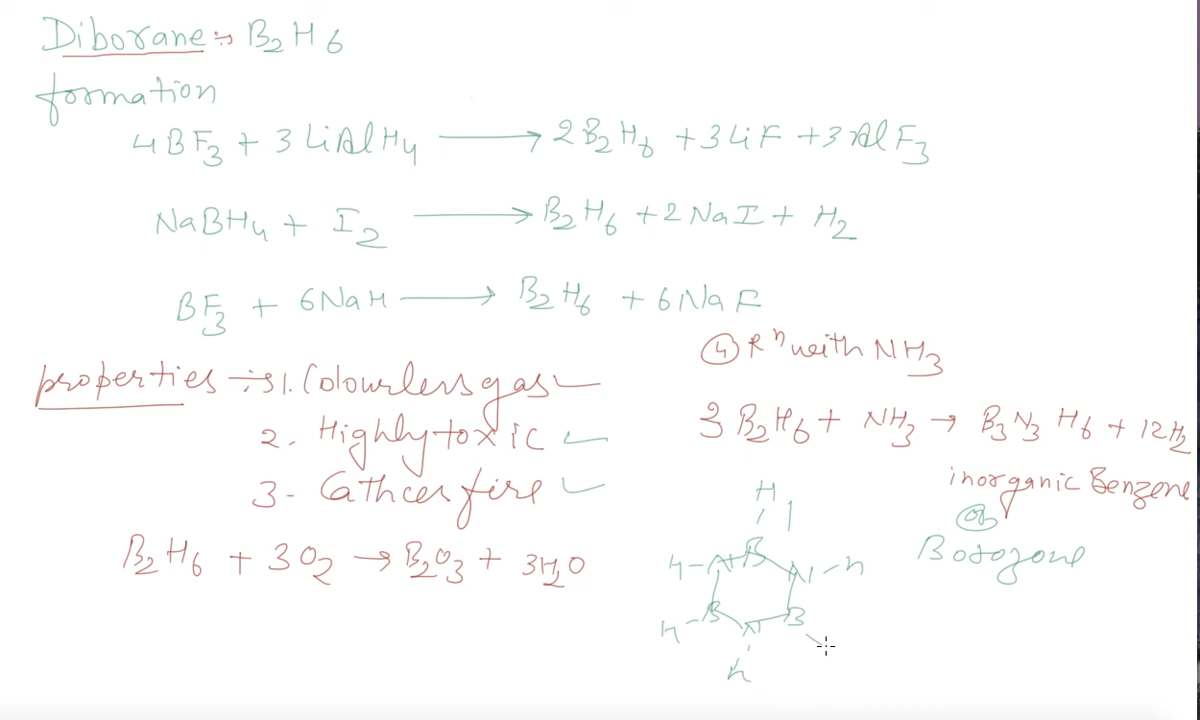 Diborane :→ B2H6
formation
4BF3 + 3LiAlH4 → 2B2H6 + 3LiF + 3AlF3
NaBH4 + I2 → B2H6 + 2NaI + H2
BF3 + 6NaH → B2H6 + 6NaF
properties :→ 1. Colourless gas
2. Highly toxic
3- Cathces fire
B2H6 + 3O2 → B2O3 + 3H2O
④ Rⁿ with NH3
3B2H6 + NH3 → B3N3H6 + 12H2
inorganic Benzene
or
Borozone
H
H-N B N-H
H-B N B
H